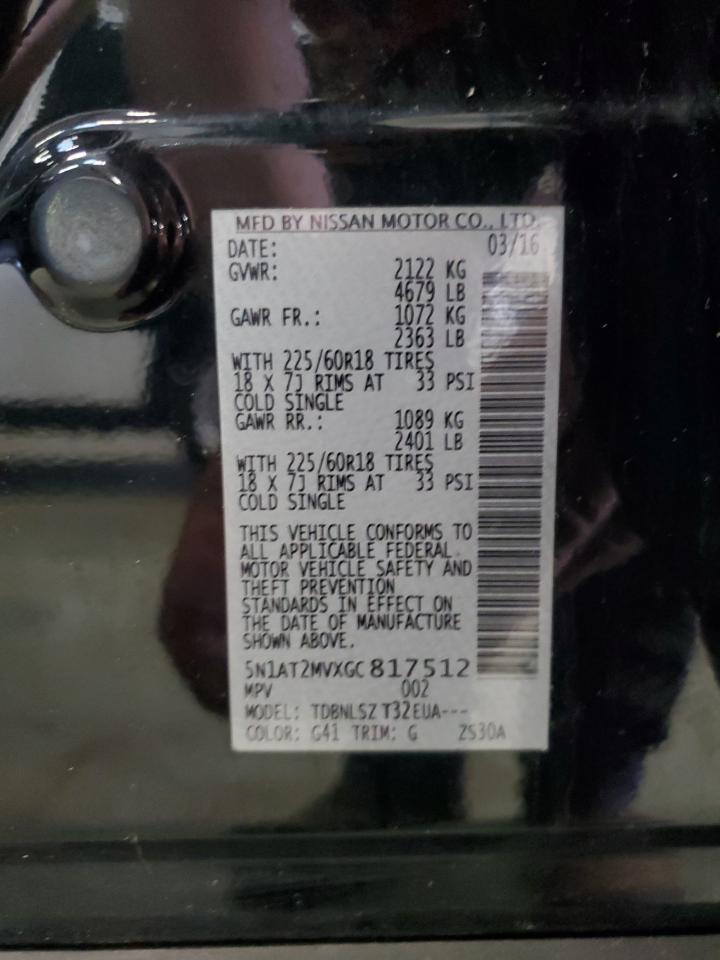 MFD BY NISSAN MOTOR CO., LTD.
DATE: 03/16
GVWR: 2122 KG
4679 LB
GAWR FR.: 1072 KG
2363 LB
WITH 225/60R18 TIRES
18 X 7J RIMS AT 33 PSI
COLD SINGLE
GAWR RR.: 1089 KG
2401 LB
WITH 225/60R18 TIRES
18 X 7J RIMS AT 33 PSI
COLD SINGLE
THIS VEHICLE CONFORMS TO
ALL APPLICABLE FEDERAL
MOTOR VEHICLE SAFETY AND
THEFT PREVENTION
STANDARDS IN EFFECT ON
THE DATE OF MANUFACTURE
SHOWN ABOVE.
5N1AT2MVXGC817512
MPV 002
MODEL: TDBNLSZ T32EUA---
COLOR: G41 TRIM: G ZS30A